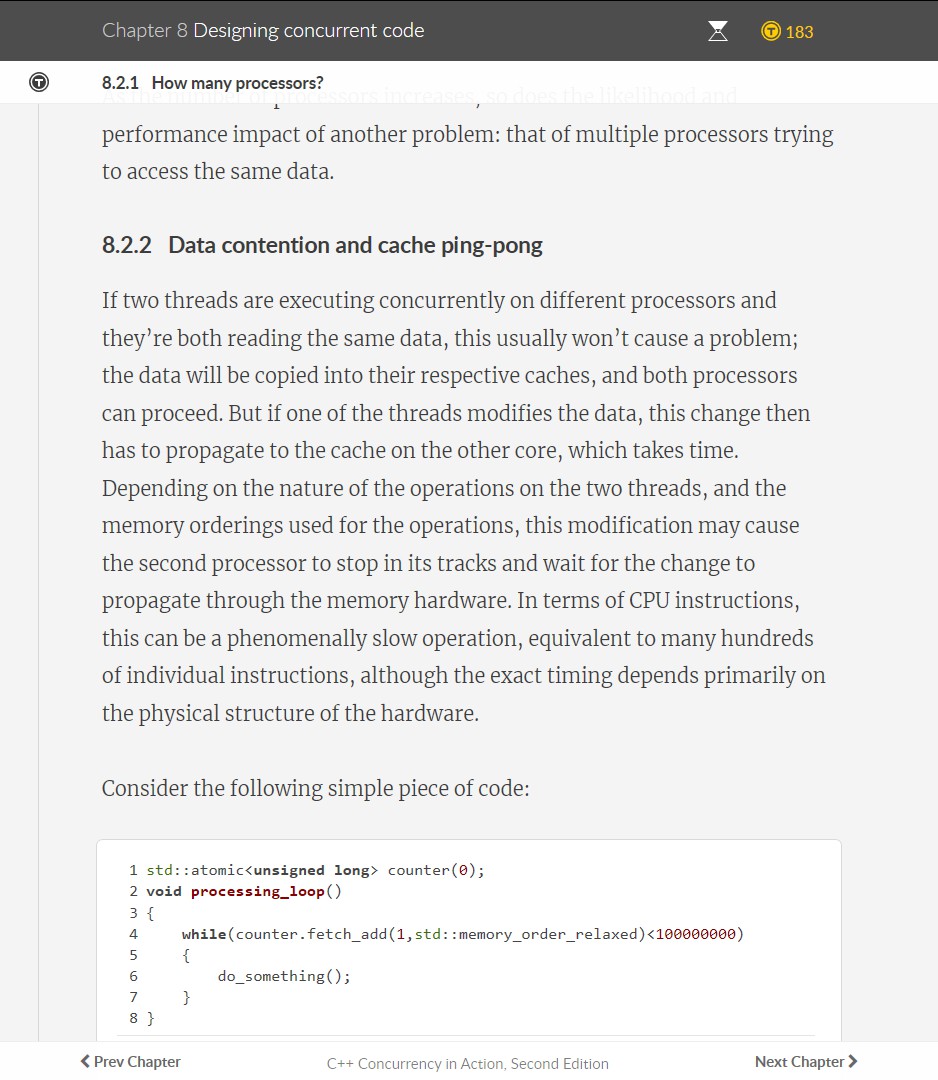 Chapter 8 Designing concurrent code
183
8.2.1 How many processors?
As the number of processors increases, so does the likelihood and
performance impact of another problem: that of multiple processors trying
to access the same data.
8.2.2 Data contention and cache ping-pong
If two threads are executing concurrently on different processors and
they’re both reading the same data, this usually won’t cause a problem;
the data will be copied into their respective caches, and both processors
can proceed. But if one of the threads modifies the data, this change then
has to propagate to the cache on the other core, which takes time.
Depending on the nature of the operations on the two threads, and the
memory orderings used for the operations, this modification may cause
the second processor to stop in its tracks and wait for the change to
propagate through the memory hardware. In terms of CPU instructions,
this can be a phenomenally slow operation, equivalent to many hundreds
of individual instructions, although the exact timing depends primarily on
the physical structure of the hardware.
Consider the following simple piece of code:
1 std::atomic<unsigned long> counter(0);
2 void processing_loop()
3 {
4     while(counter.fetch_add(1,std::memory_order_relaxed)<100000000)
5     {
6         do_something();
7     }
8 }
Prev Chapter
C++ Concurrency in Action, Second Edition
Next Chapter